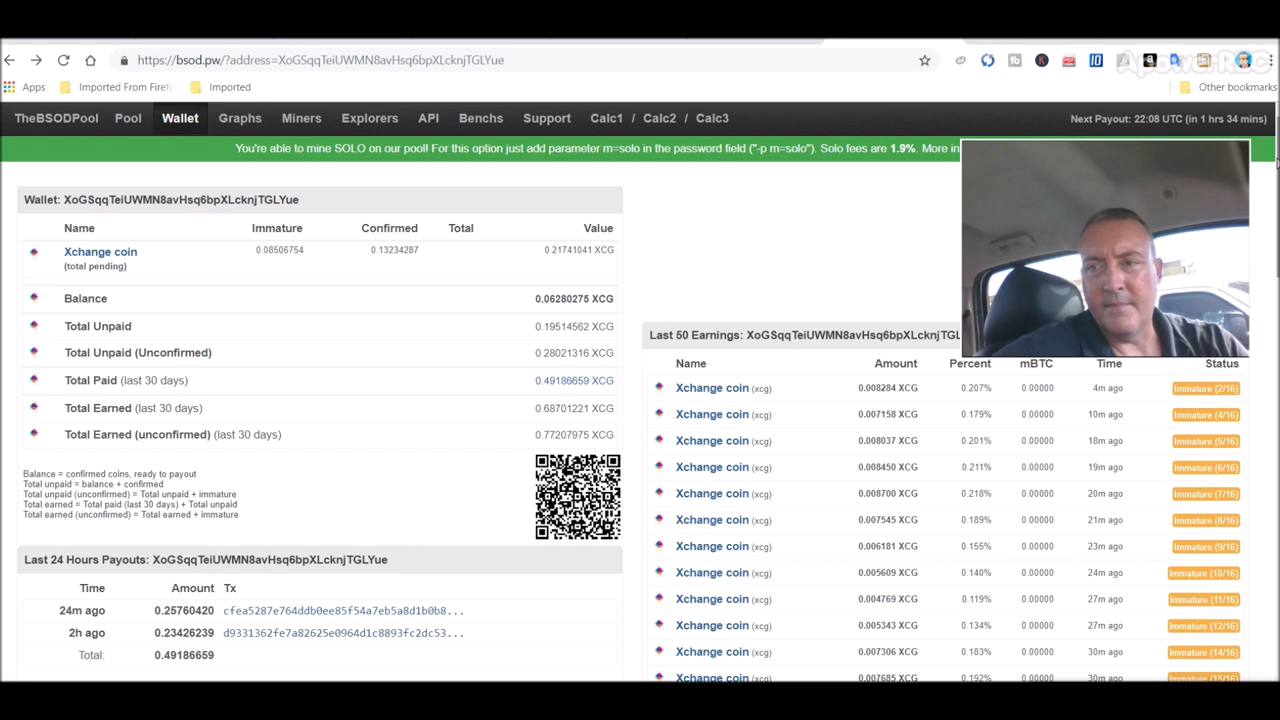 https://bsod.pw/?address=XoGSqqTeiUWMN8avHsq6bpXLcknjTGLYue
ApowerREC
Apps Imported From Firef Imported Other bookmarks
TheBSODPool Pool Wallet Graphs Miners Explorers API Benchs Support Calc1 / Calc2 / Calc3 Next Payout: 22:08 UTC (in 1 hrs 34 mins)
You're able to mine SOLO on our pool! For this option just add parameter m=solo in the password field ("-p m=solo"). Solo fees are 1.9%. More in
Wallet: XoGSqqTeiUWMN8avHsq6bpXLcknjTGLYue
Name Immature Confirmed Total Value
Xchange coin 0.08506754 0.13234287 0.21741041 XCG
(total pending)
Balance 0.06280275 XCG
Total Unpaid 0.19514562 XCG
Total Unpaid (Unconfirmed) 0.28021316 XCG
Total Paid (last 30 days) 0.49186659 XCG
Total Earned (last 30 days) 0.68701221 XCG
Total Earned (unconfirmed) (last 30 days) 0.77207975 XCG
Balance = confirmed coins, ready to payout
Total unpaid = balance + confirmed
Total unpaid (unconfirmed) = Total unpaid + immature
Total earned = Total paid (last 30 days) + Total unpaid
Total earned (unconfirmed) = Total earned + immature
Last 24 Hours Payouts: XoGSqqTeiUWMN8avHsq6bpXLcknjTGLYue
Time Amount Tx
24m ago 0.25760420 cfea5287e764ddb0ee85f54a7eb5a8d1b0b8...
2h ago 0.23426239 d9331362fe7a82625e0964d1c8893fc2dc53...
Total: 0.49186659
Last 50 Earnings: XoGSqqTeiUWMN8avHsq6bpXLcknjTGL
Name Amount Percent mBTC Time Status
Xchange coin (xcg) 0.008284 XCG 0.207% 0.00000 4m ago Immature (2/16)
Xchange coin (xcg) 0.007158 XCG 0.179% 0.00000 10m ago Immature (4/16)
Xchange coin (xcg) 0.008037 XCG 0.201% 0.00000 18m ago Immature (5/16)
Xchange coin (xcg) 0.008450 XCG 0.211% 0.00000 19m ago Immature (6/16)
Xchange coin (xcg) 0.008700 XCG 0.218% 0.00000 20m ago Immature (7/16)
Xchange coin (xcg) 0.007545 XCG 0.189% 0.00000 21m ago Immature (8/16)
Xchange coin (xcg) 0.006181 XCG 0.155% 0.00000 23m ago Immature (9/16)
Xchange coin (xcg) 0.005609 XCG 0.140% 0.00000 24m ago Immature (10/16)
Xchange coin (xcg) 0.004769 XCG 0.119% 0.00000 27m ago Immature (11/16)
Xchange coin (xcg) 0.005343 XCG 0.134% 0.00000 27m ago Immature (12/16)
Xchange coin (xcg) 0.007306 XCG 0.183% 0.00000 30m ago Immature (14/16)
Xchange coin (xcg) 0.007685 XCG 0.192% 0.00000 30m ago Immature (15/16)